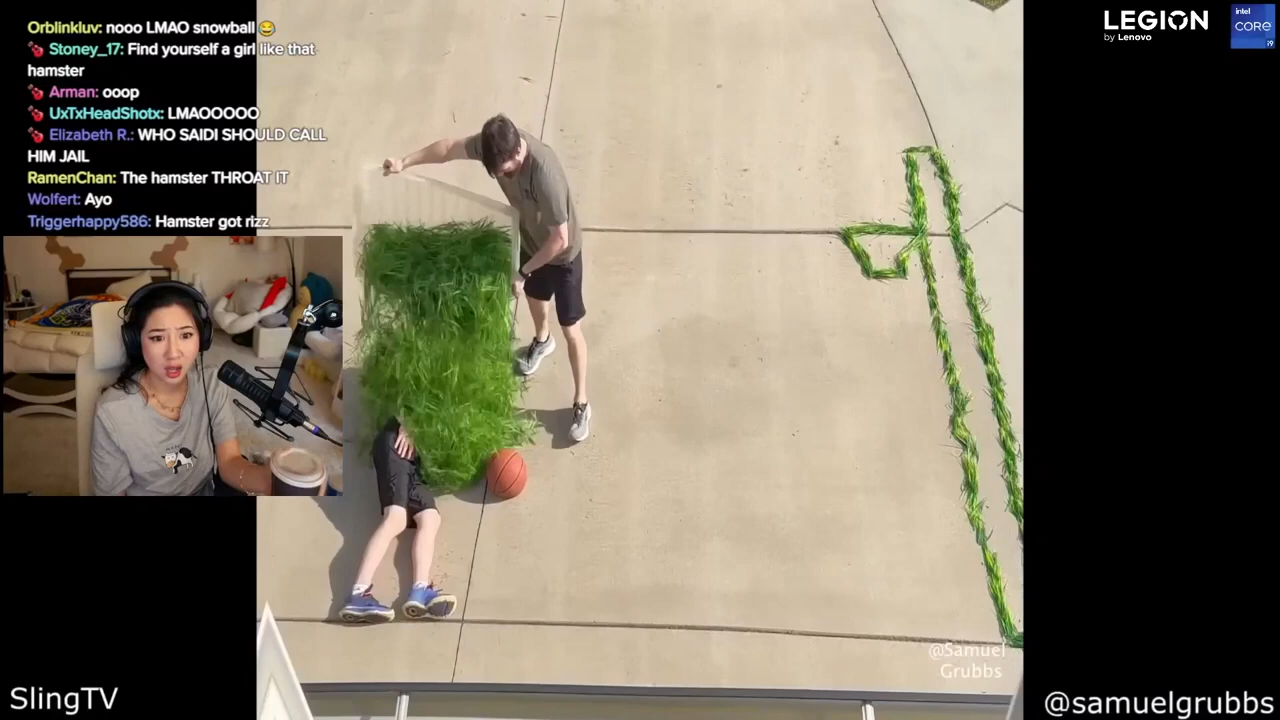 Orblinkluv: nooo LMAO snowball 😂
Stoney_17: Find yourself a girl like that
hamster
Arman: ooop
UxTxHeadShotx: LMAOOOOO
Elizabeth R.: WHO SAIDI SHOULD CALL
HIM JAIL
RamenChan: The hamster THROAT IT
Wolfert: Ayo
Triggerhappy586: Hamster got rizz
LEGION
by Lenovo
intel
CORE
i9
@Samuel
Grubbs
SlingTV
@samuelgrubbs